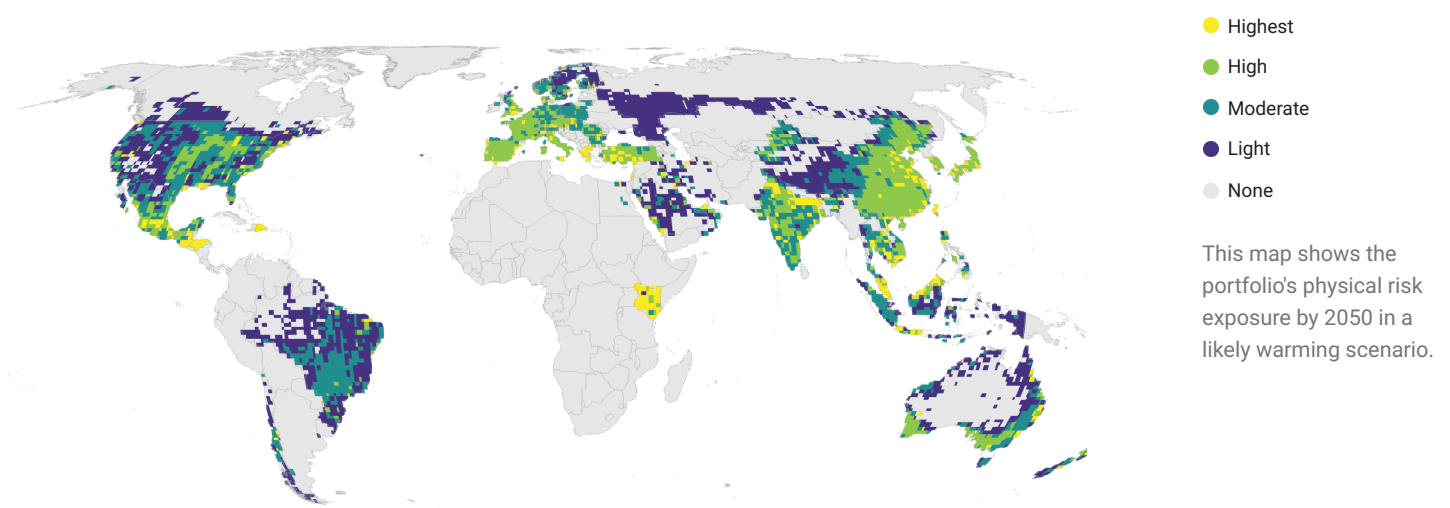 Highest
High
Moderate
Light
None
This map shows the
portfolio's physical risk
exposure by 2050 in a
likely warming scenario.